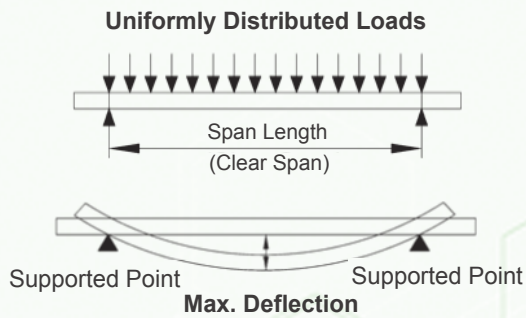 Uniformly Distributed Loads
Span Length
(Clear Span)
Supported Point
Supported Point
Max. Deflection